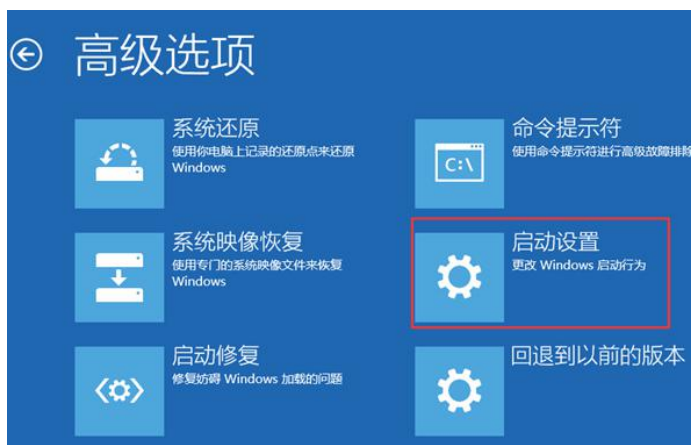 高级选项
系统还原
使用你电脑上记录的还原点来还原
Windows
命令提示符
使用命令提示符进行高级故障排除
C:\
系统映像恢复
使用专门的系统映像文件来恢复
Windows
启动设置
更改 Windows 启动行为
启动修复
修复妨碍 Windows 加载的问题
回退到以前的版本